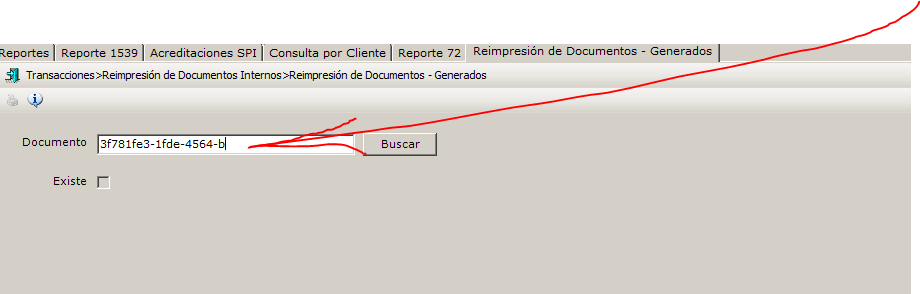 Reportes Reporte 1539 Acreditaciones SPI Consulta por Cliente Reporte 72 Reimpresión de Documentos - Generados
Transacciones>Reimpresión de Documentos Internos>Reimpresión de Documentos - Generados
Documento 3f781fe3-1fde-4564-b Buscar
Existe